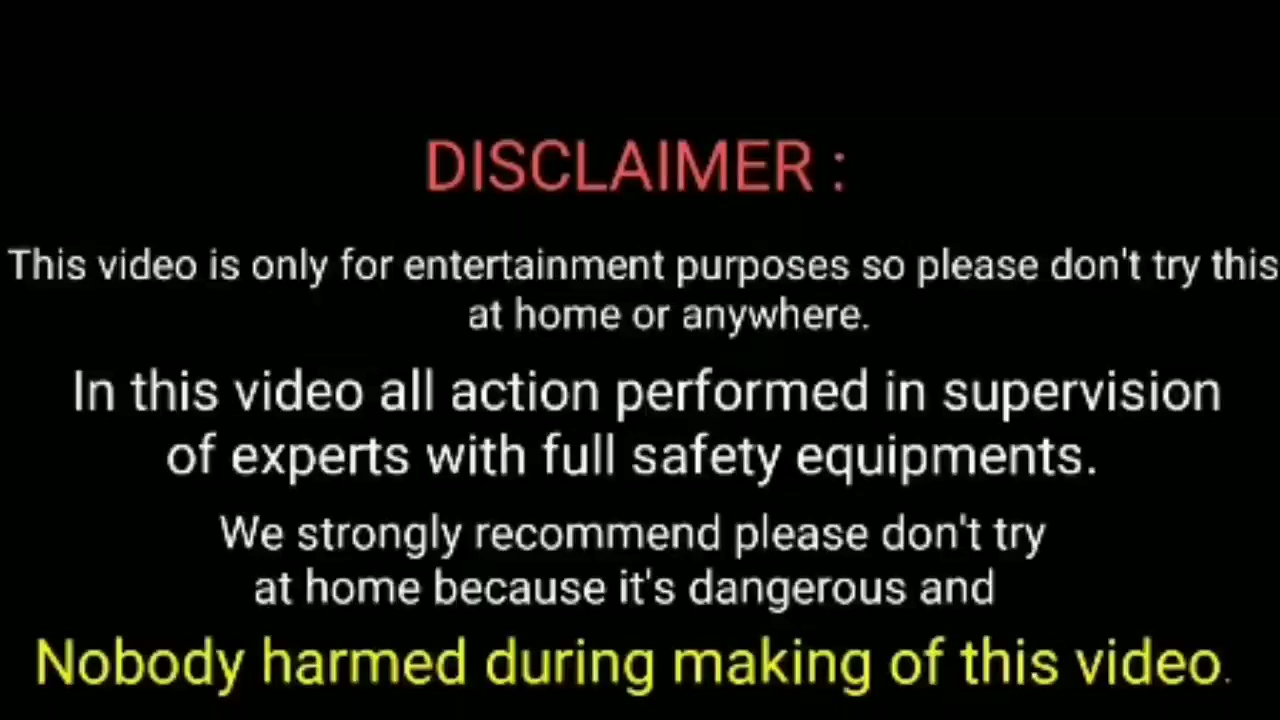 DISCLAIMER :
This video is only for entertainment purposes so please don't try this
at home or anywhere.
In this video all action performed in supervision
of experts with full safety equipments.
We strongly recommend please don't try
at home because it's dangerous and
Nobody harmed during making of this video.